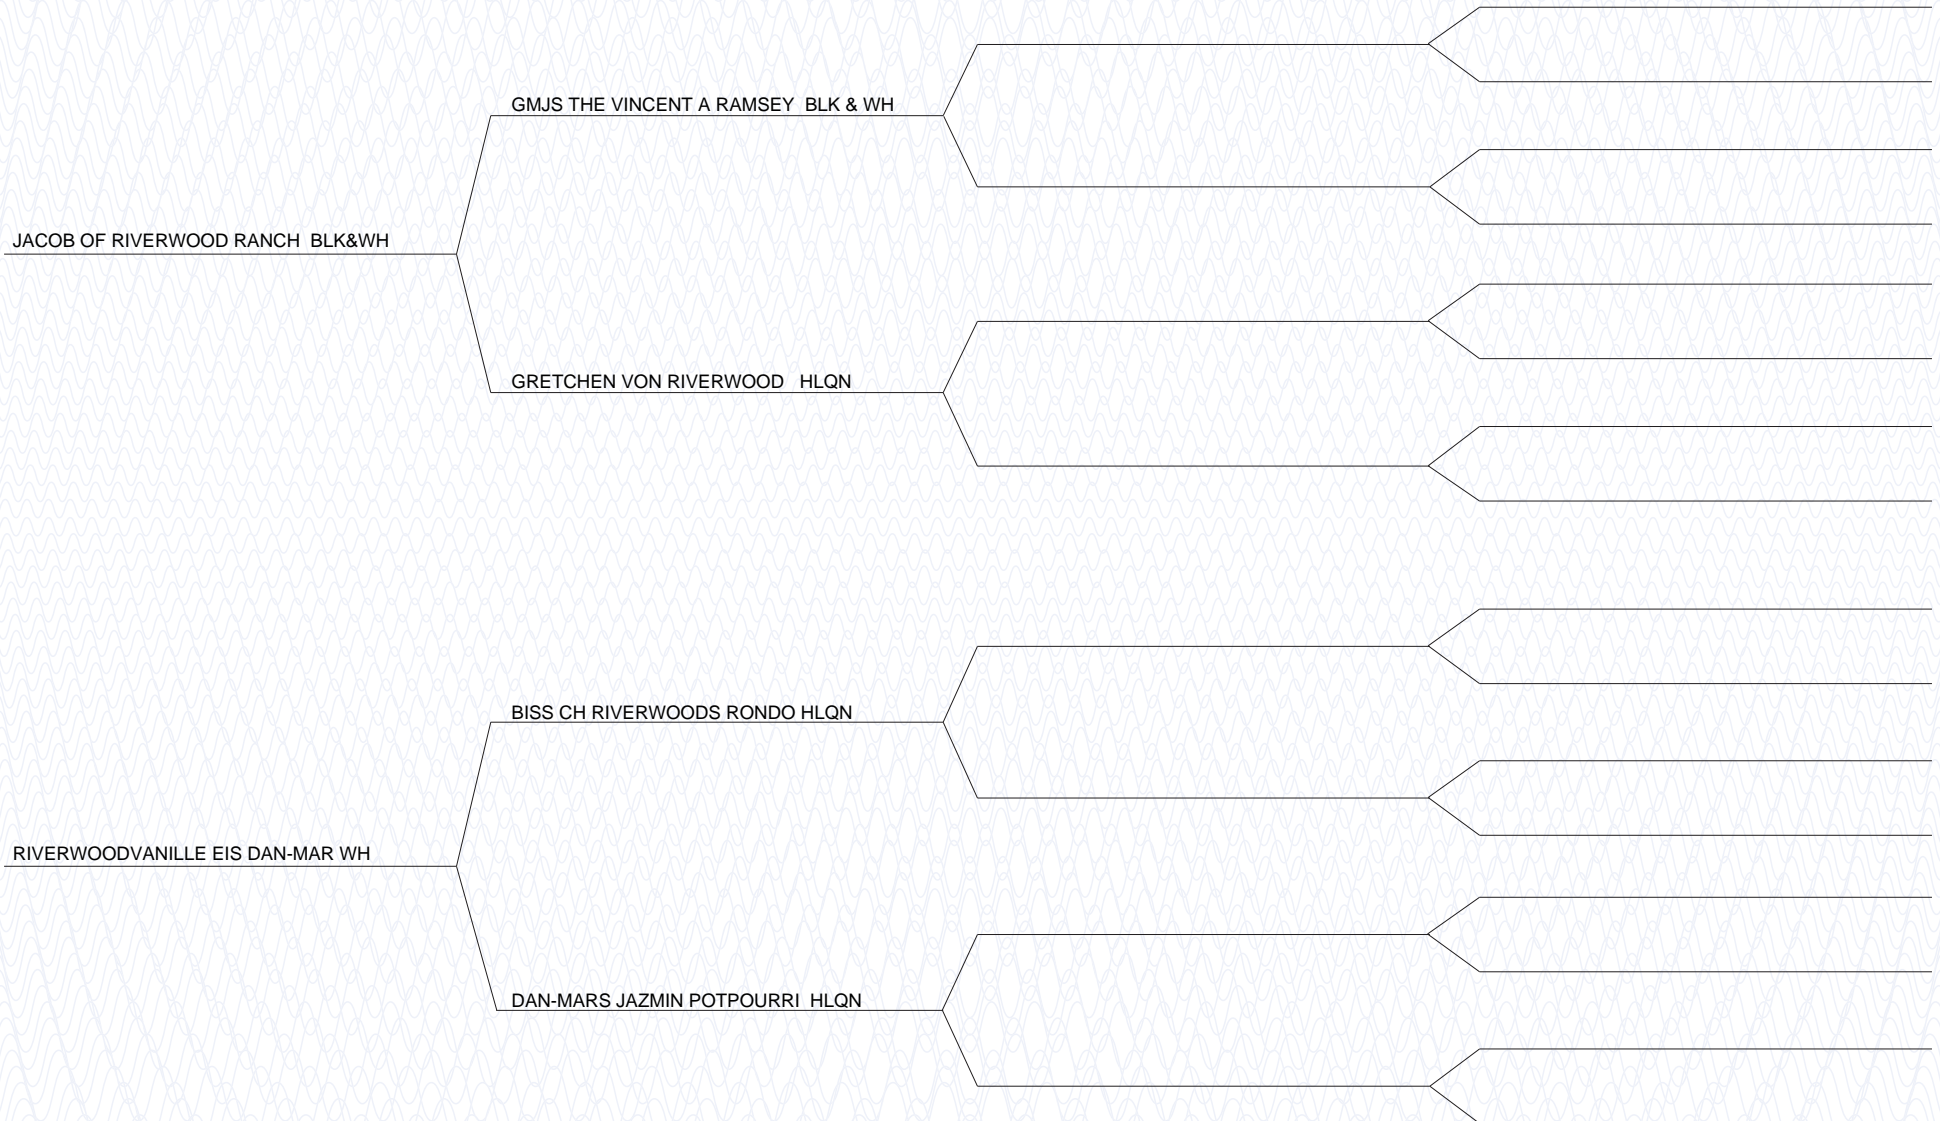 GMJS THE VINCENT A RAMSEY  BLK & WH
JACOB OF RIVERWOOD RANCH  BLK&WH
GRETCHEN VON RIVERWOOD   HLQN
BISS CH RIVERWOODS RONDO HLQN
RIVERWOODVANILLE EIS DAN-MAR WH
DAN-MARS JAZMIN POTPOURRI  HLQN